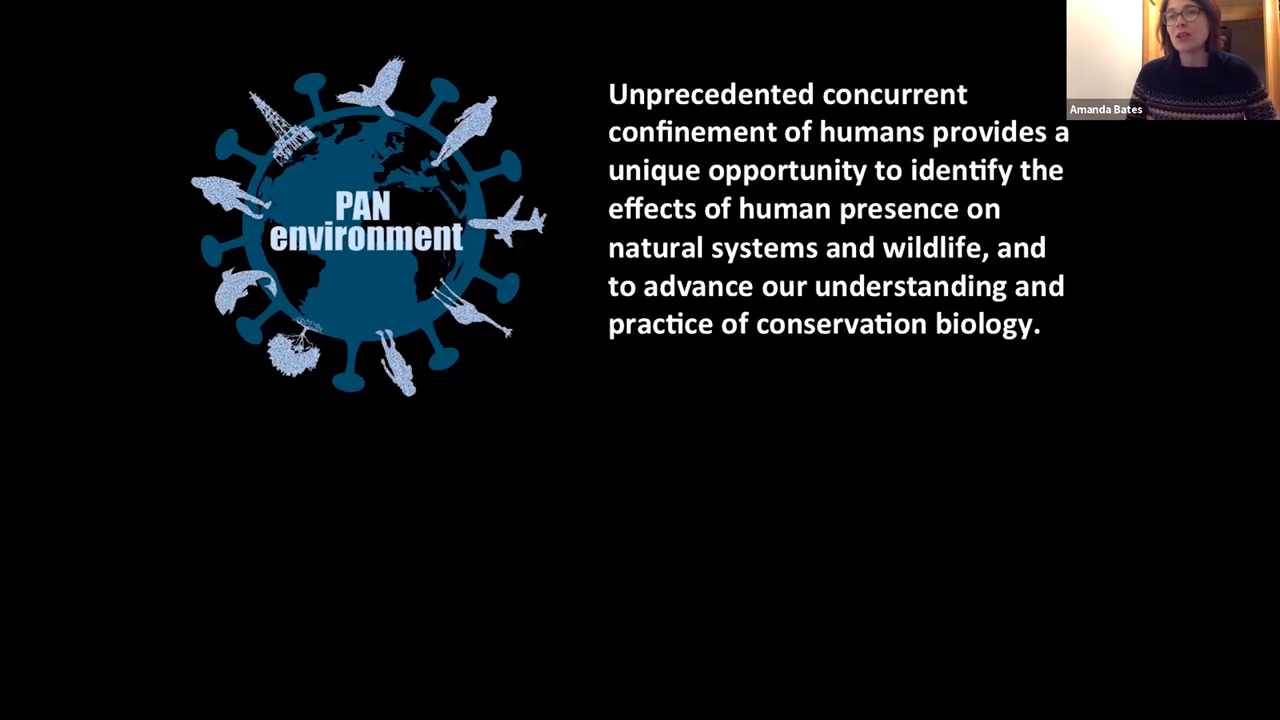 PAN
environment
Unprecedented concurrent
confinement of humans provides a
unique opportunity to identify the
effects of human presence on
natural systems and wildlife, and
to advance our understanding and
practice of conservation biology.
Amanda Bates